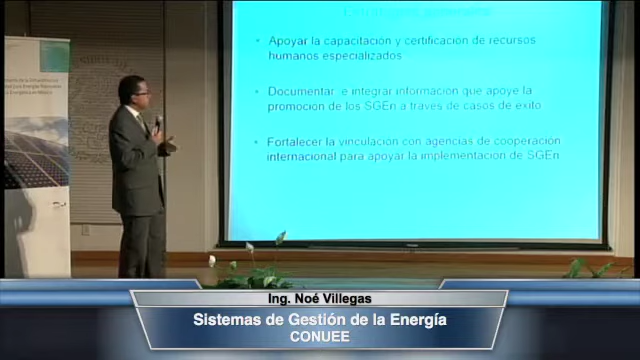 Estrategias generales
• Apoyar la capacitación y certificación de recursos
humanos especializados
• Documentar e integrar información que apoye la
promoción de los SGEn a través de casos de éxito
• Fortalecer la vinculación con agencias de cooperación
internacional para apoyar la implementación de SGEn
Ing. Noé Villegas
Sistemas de Gestión de la Energía
CONUEE